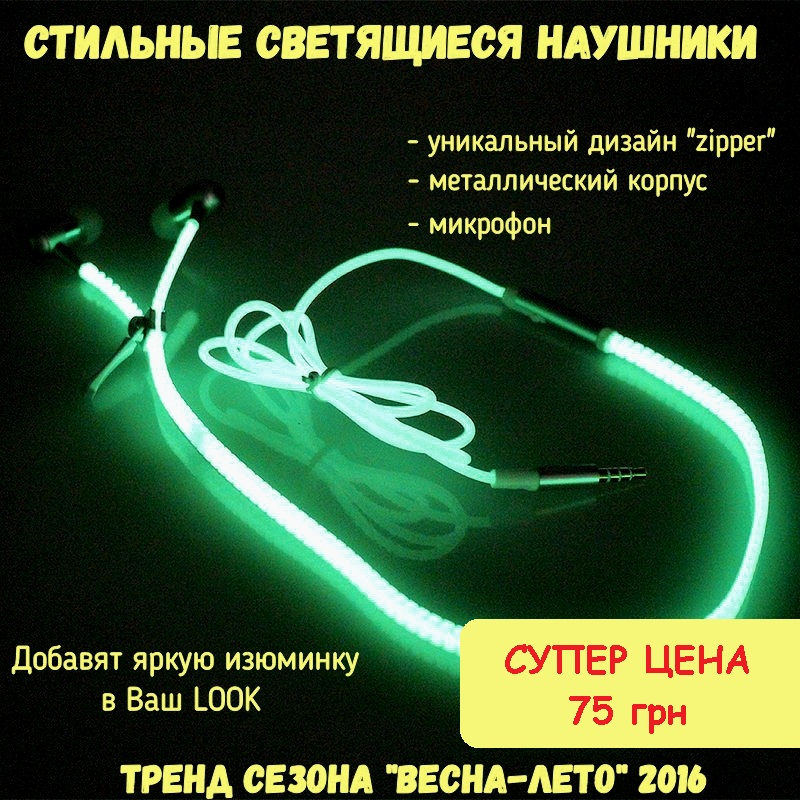 СТИЛЬНЫЕ СВЕТЯЩИЕСЯ НАУШНИКИ
- уникальный дизайн "zipper"
- металлический корпус
- микрофон
Добавят яркую изюминку
в Ваш LOOK
СУПЕР ЦЕНА
75 грн
ТРЕНД СЕЗОНА "ВЕСНА-ЛЕТО" 2016